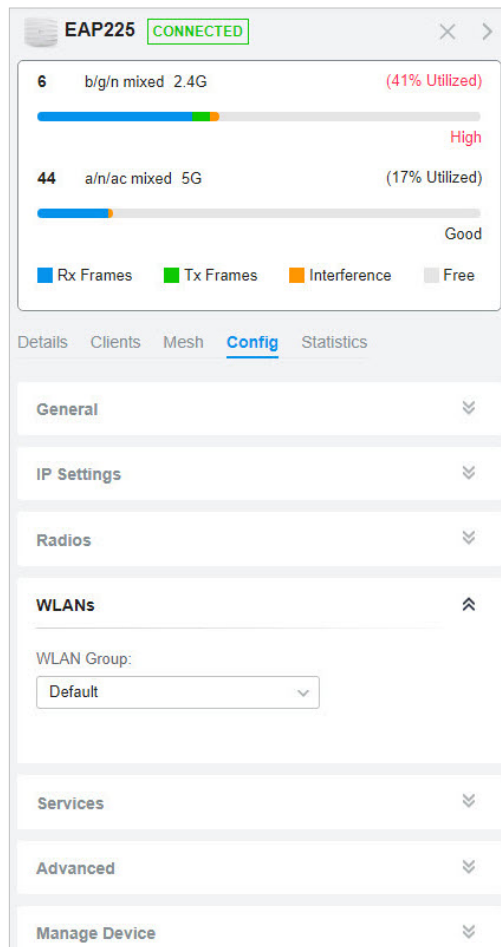 EAP225 CONNECTED
6 b/g/n mixed 2.4G (41% Utilized)
High
44 a/n/ac mixed 5G (17% Utilized)
Good
Rx Frames Tx Frames Interference Free
Details Clients Mesh Config Statistics
General
IP Settings
Radios
WLANs
WLAN Group:
Default
Services
Advanced
Manage Device